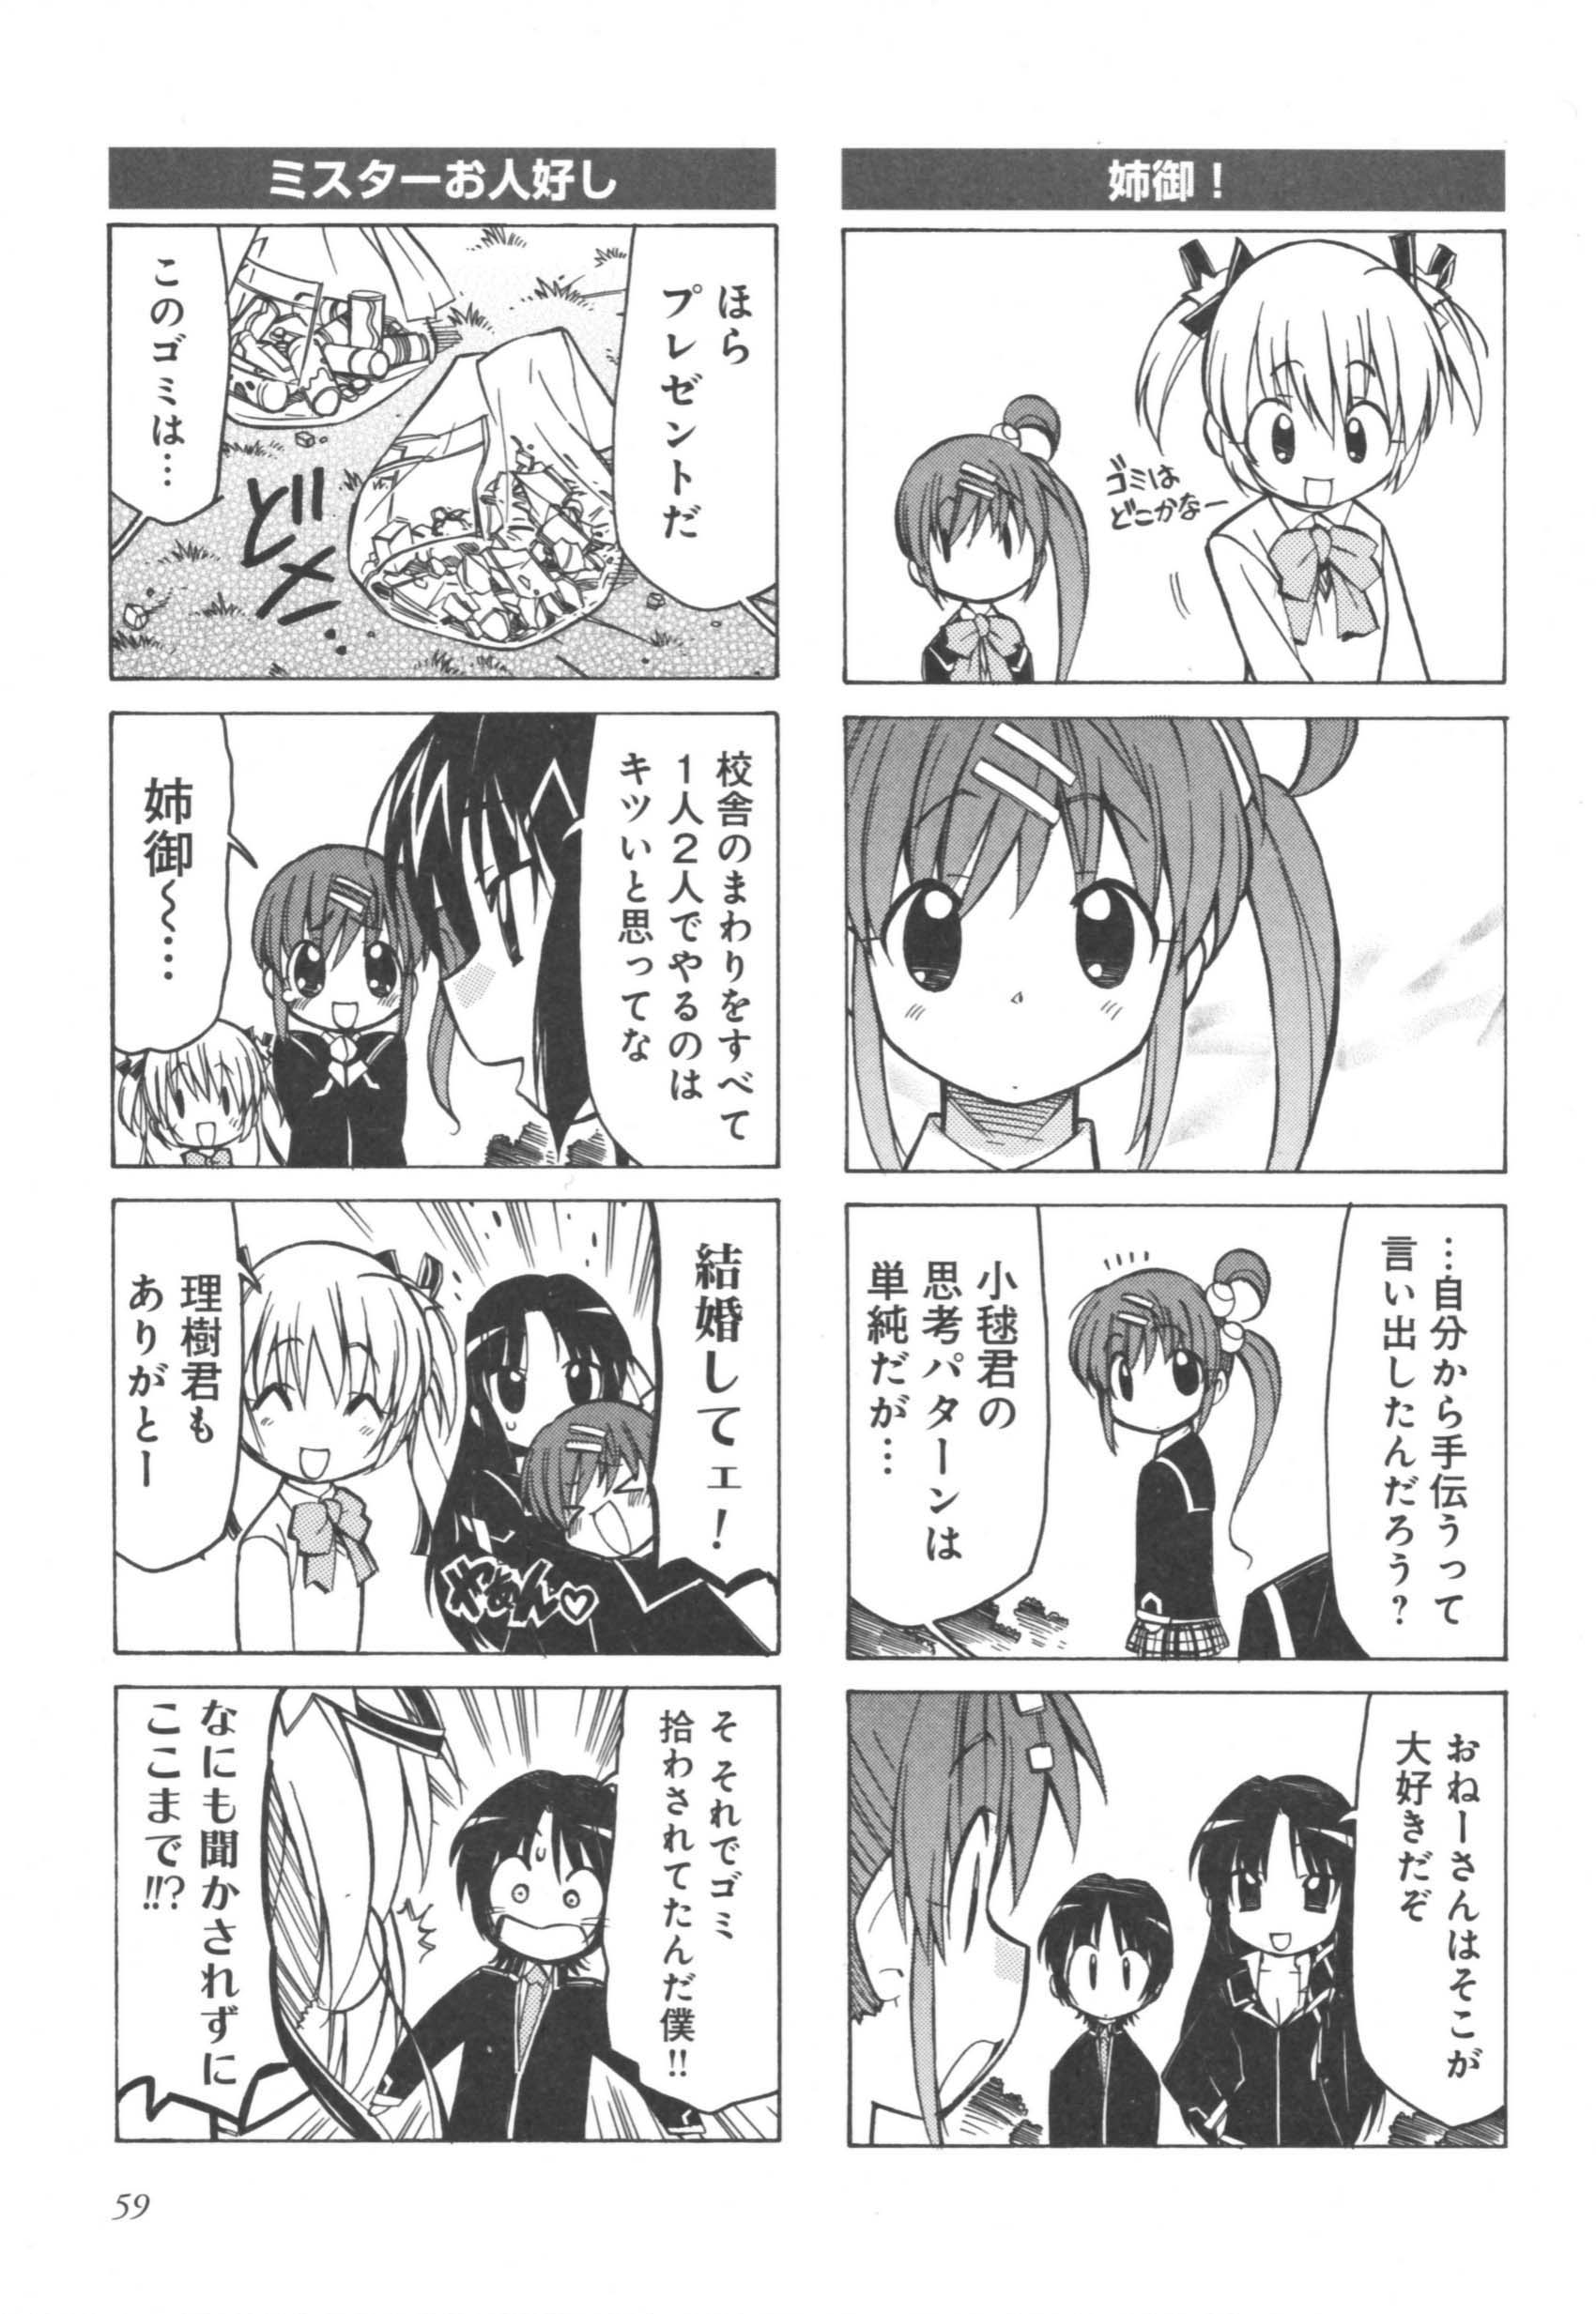 姉御！
ゴミは
どこかなー
…自分から手伝うって
言い出したんだろう？
小毬君の
思考パターンは
単純だが…
おねーさんはそこが
大好きだぞ
ミスターお人好し
ほら
プレゼントだ
このゴミは…
ドドメ
校舎のまわりをすべて
1人2人でやるのは
キツいと思ってな
姉御〜…
結婚してェ！
きゃぁん♡
理樹君も
ありがとー
そ それでゴミ
拾わされてたんだ僕!!
なにも聞かされずに
ここまで!!?
59